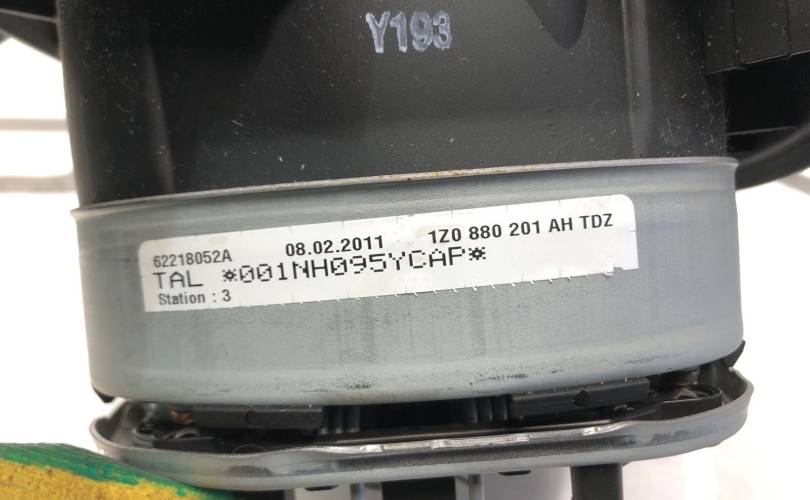 Y193
62218052A 08.02.2011 1Z0 880 201 AH TDZ
TAL *001NH095YCAP*
Station : 3